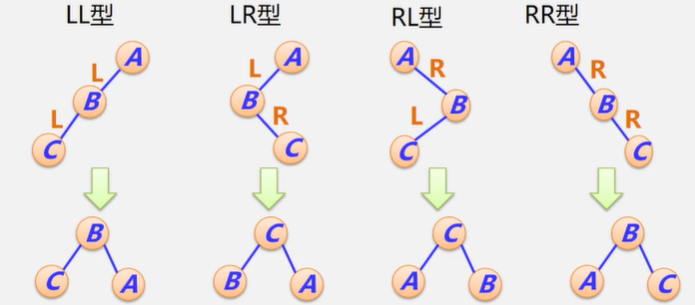 LL型 LR型 RL型 RR型
A A A A
L L R R
B B B B
L R L R
C C C C
B C C B
C A B A A B A C